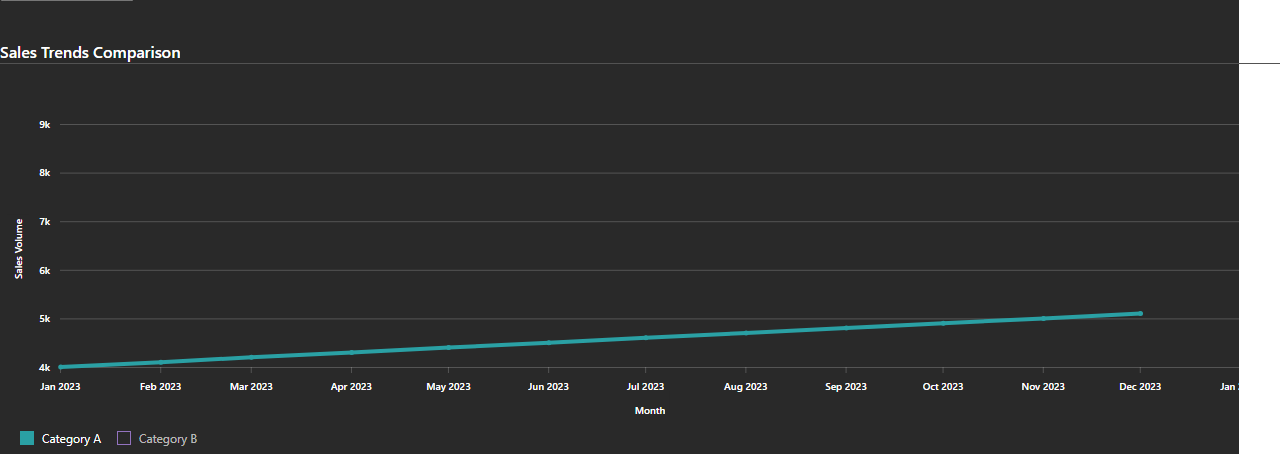 Sales Trends Comparison
9k
8k
7k
6k
5k
4k
Sales Volume
Jan 2023 Feb 2023 Mar 2023 Apr 2023 May 2023 Jun 2023 Jul 2023 Aug 2023 Sep 2023 Oct 2023 Nov 2023 Dec 2023 Jan
Month
Category A Category B